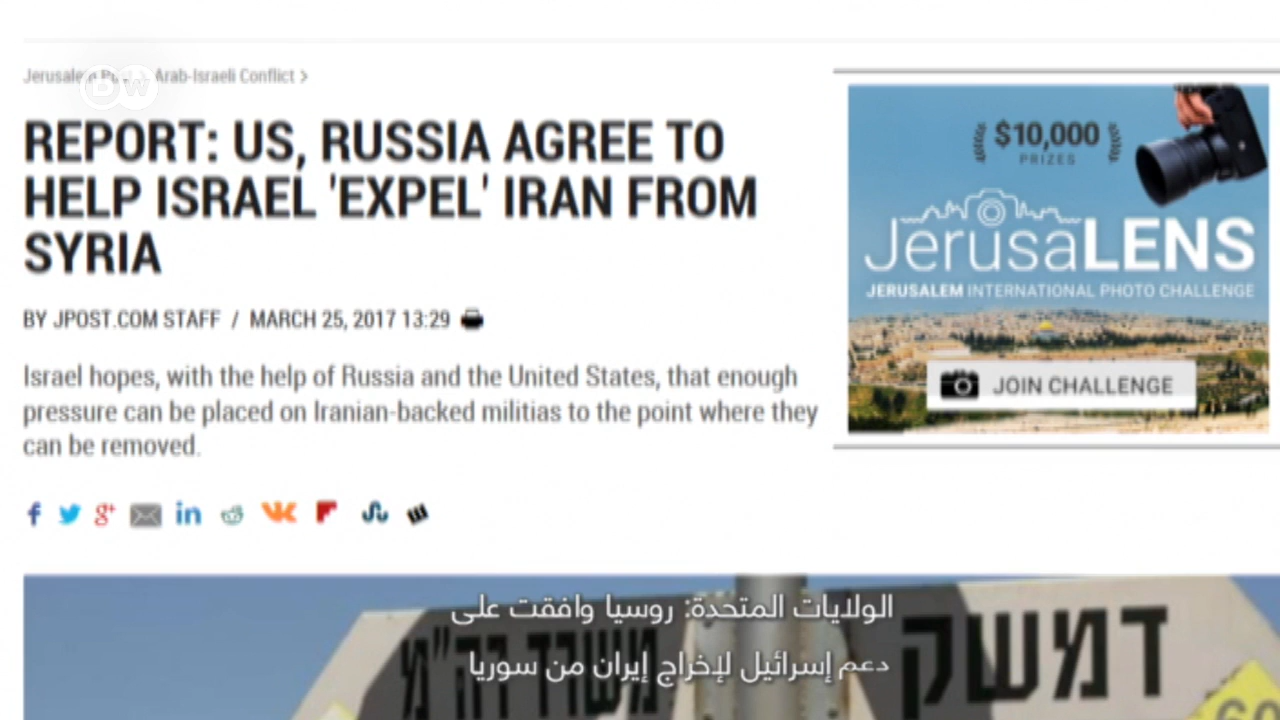 Arab-Israeli Conflict >
DW
REPORT: US, RUSSIA AGREE TO
HELP ISRAEL 'EXPEL' IRAN FROM
SYRIA
BY JPOST.COM STAFF / MARCH 25, 2017 13:29
Israel hopes, with the help of Russia and the United States, that enough
pressure can be placed on Iranian-backed militias to the point where they
can be removed.
$10,000
PRIZES
JerusaLENS
JERUSALEM INTERNATIONAL PHOTO CHALLENGE
JOIN CHALLENGE
משרד רה"מ
דמשק
الولايات المتحدة: روسيا وافقت على
دعم إسرائيل لإخراج إيران من سوريا